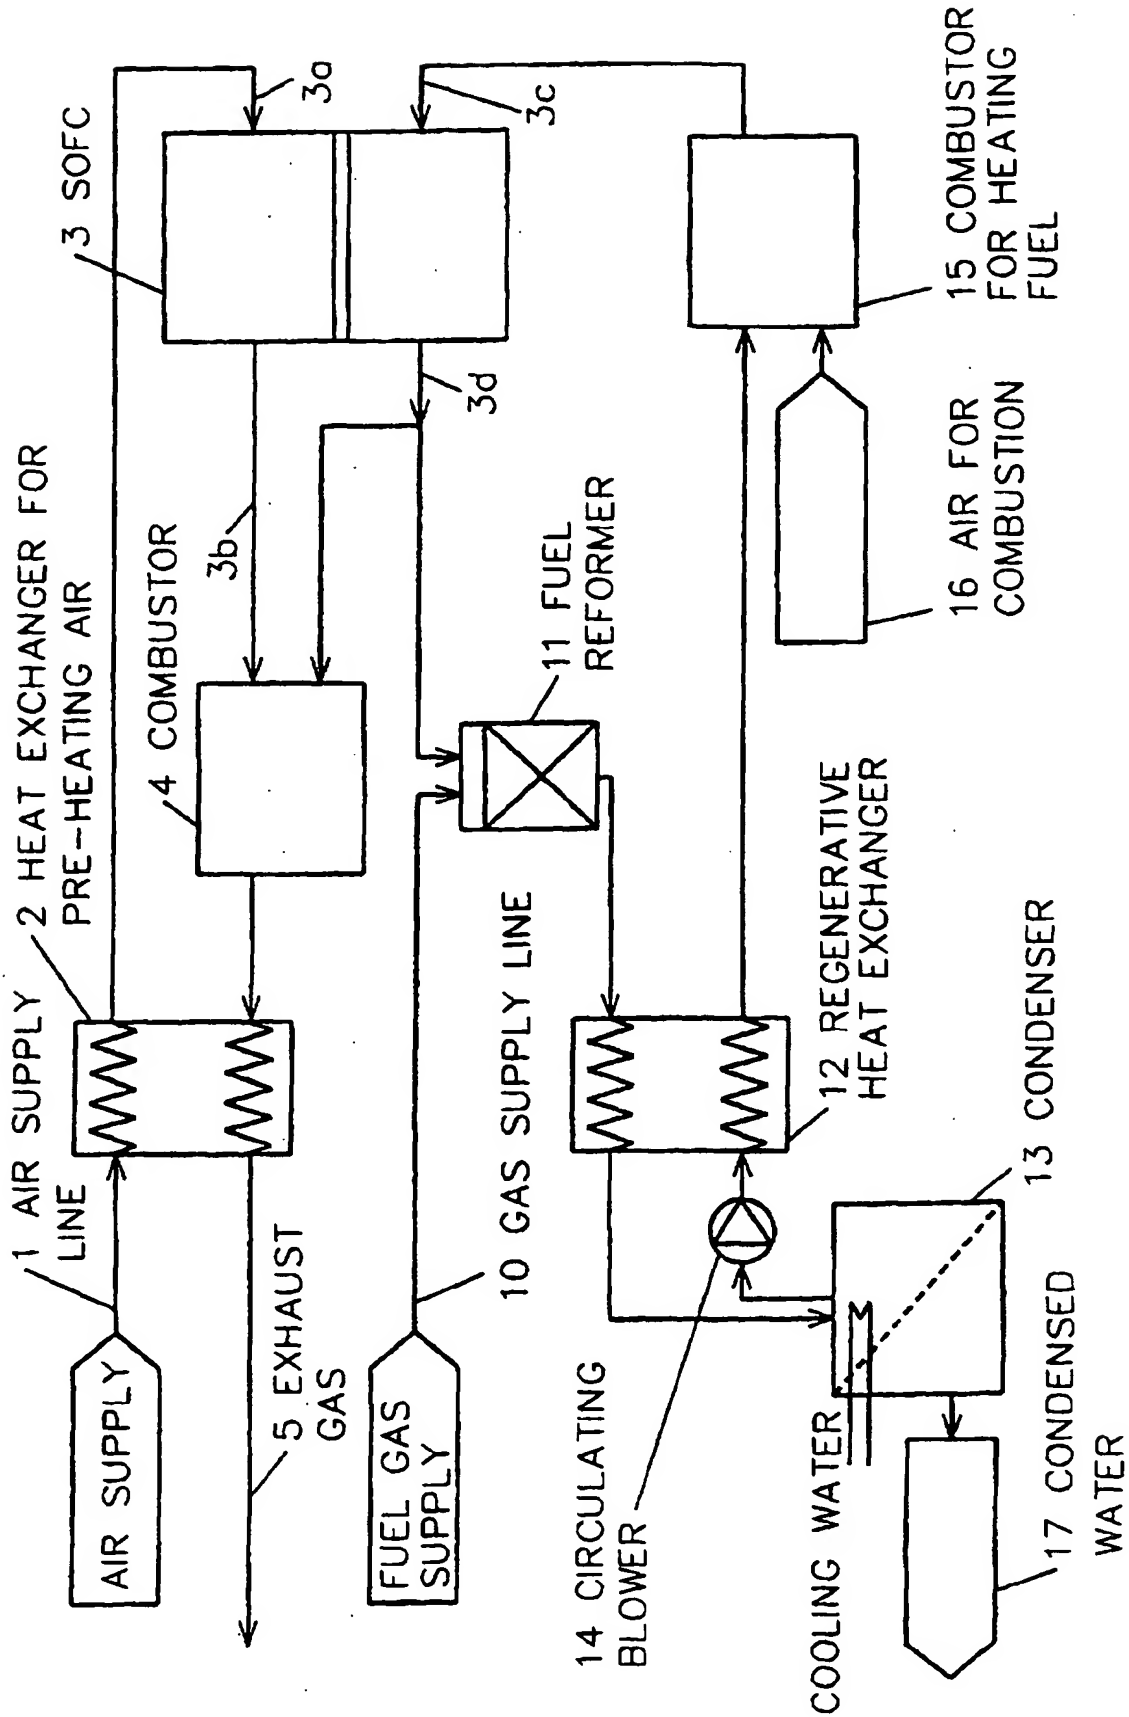 1 AIR SUPPLY
LINE
2 HEAT EXCHANGER FOR
PRE-HEATING AIR
3 SOFC
3a
3b
3c
3d
4 COMBUSTOR
AIR SUPPLY
5 EXHAUST
GAS
FUEL GAS
SUPPLY
10 GAS SUPPLY LINE
11 FUEL
REFORMER
14 CIRCULATING
BLOWER
12 REGENERATIVE
HEAT EXCHANGER
15 COMBUSTOR
FOR HEATING
FUEL
16 AIR FOR
COMBUSTION
COOLING WATER
13 CONDENSER
17 CONDENSED
WATER